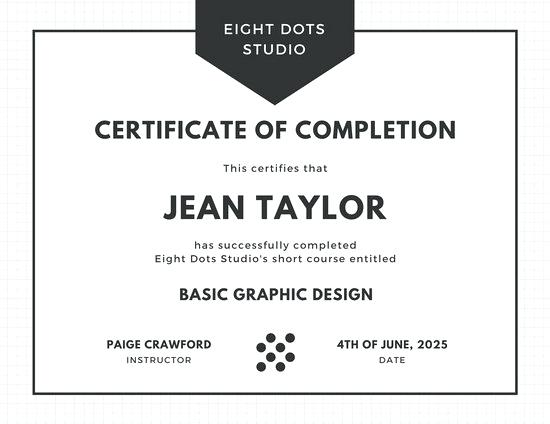 EIGHT DOTS
STUDIO
CERTIFICATE OF COMPLETION
This certifies that
JEAN TAYLOR
has successfully completed
Eight Dots Studio's short course entitled
BASIC GRAPHIC DESIGN
PAIGE CRAWFORD
INSTRUCTOR
4TH OF JUNE, 2025
DATE